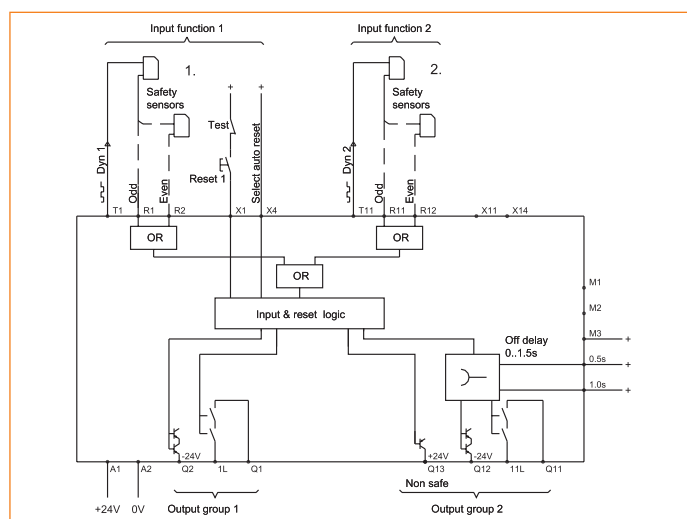 Input function 1
Input function 2
1.
2.
Safety
sensors
Safety
sensors
+
+
Test
Reset 1
Select auto reset
Dyn 1
Odd
Even
Dyn 2
Odd
Even
T1
R1
R2
X1
X4
T11
R11
R12
X11
X14
OR
OR
OR
Input & reset logic
M1
M2
M3
+
Off delay
0..1.5s
0.5s
+
1.0s
+
-24V
+24V
-24V
A1
A2
Q2
1L
Q1
Q13
Q12
11L
Q11
Non safe
+24V
0V
Output group 1
Output group 2